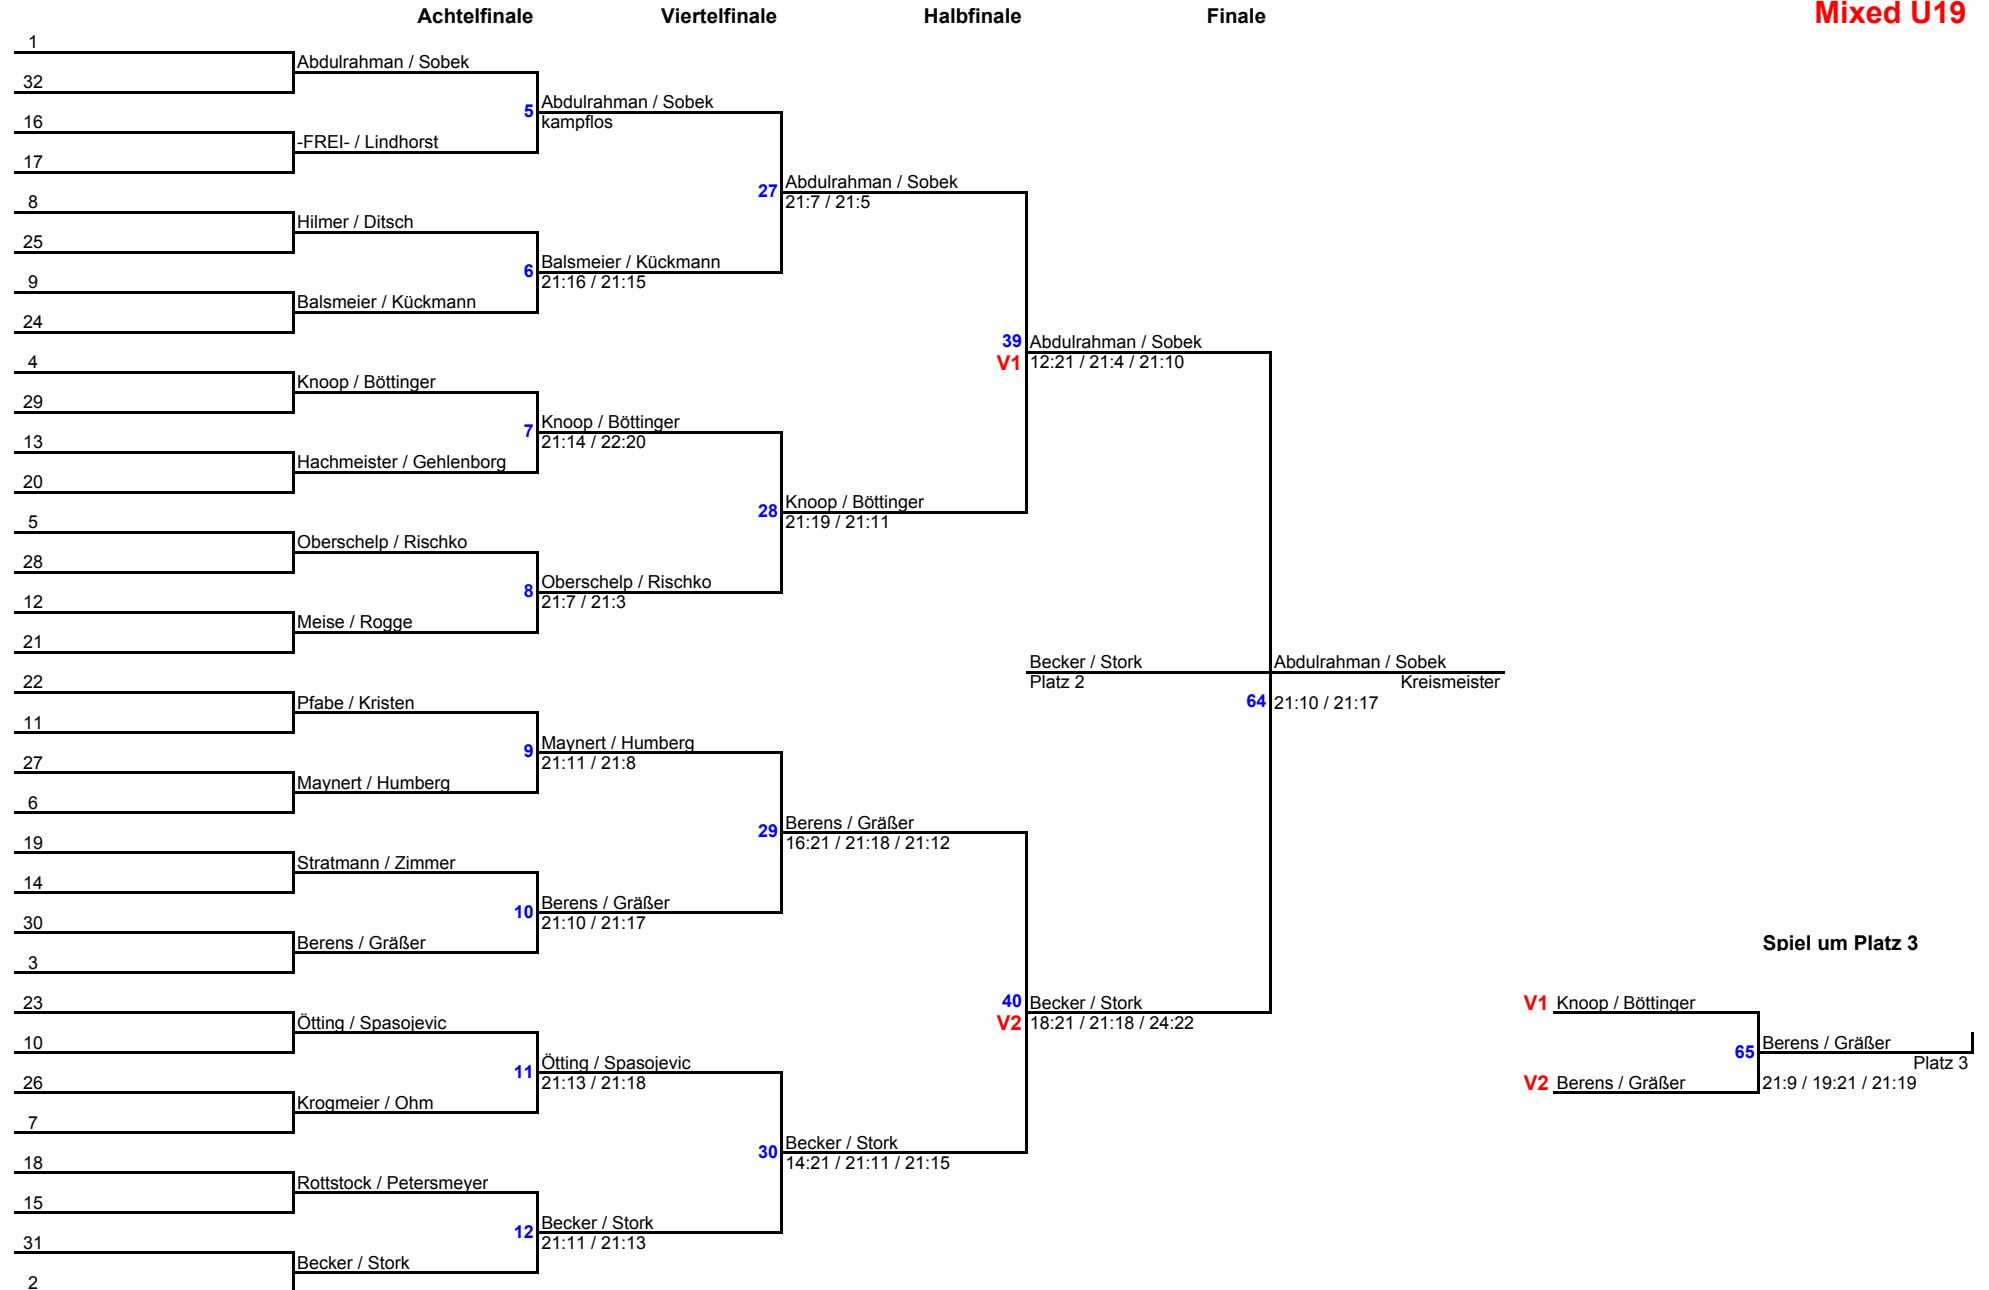 Achtelfinale Viertelfinale Halbfinale Finale Mixed U19
1
Abdulrahman / Sobek
32
5 Abdulrahman / Sobek
kampflos
16
-FREI- / Lindhorst
17
27 Abdulrahman / Sobek
21:7 / 21:5
8
Hilmer / Ditsch
25
6 Balsmeier / Kückmann
21:16 / 21:15
9
Balsmeier / Kückmann
24
39 Abdulrahman / Sobek
V1 12:21 / 21:4 / 21:10
4
Knoop / Böttinger
29
7 Knoop / Böttinger
21:14 / 22:20
13
Hachmeister / Gehlenborg
20
28 Knoop / Böttinger
21:19 / 21:11
5
Oberschelp / Rischko
28
8 Oberschelp / Rischko
21:7 / 21:3
12
Meise / Rogge
21
Becker / Stork
Platz 2
Abdulrahman / Sobek
Kreismeister
64 21:10 / 21:17
22
Pfabe / Kristen
11
9 Maynert / Humberg
21:11 / 21:8
27
Maynert / Humberg
6
29 Berens / Gräßer
16:21 / 21:18 / 21:12
19
Stratmann / Zimmer
14
10 Berens / Gräßer
21:10 / 21:17
30
Berens / Gräßer
3
40 Becker / Stork
V2 18:21 / 21:18 / 24:22
23
Ötting / Spasojevic
10
11 Ötting / Spasojevic
21:13 / 21:18
26
Krogmeier / Ohm
7
30 Becker / Stork
14:21 / 21:11 / 21:15
18
Rottstock / Petersmeyer
15
12 Becker / Stork
21:11 / 21:13
31
Becker / Stork
2
Spiel um Platz 3
V1 Knoop / Böttinger
65 Berens / Gräßer
Platz 3
V2 Berens / Gräßer
21:9 / 19:21 / 21:19